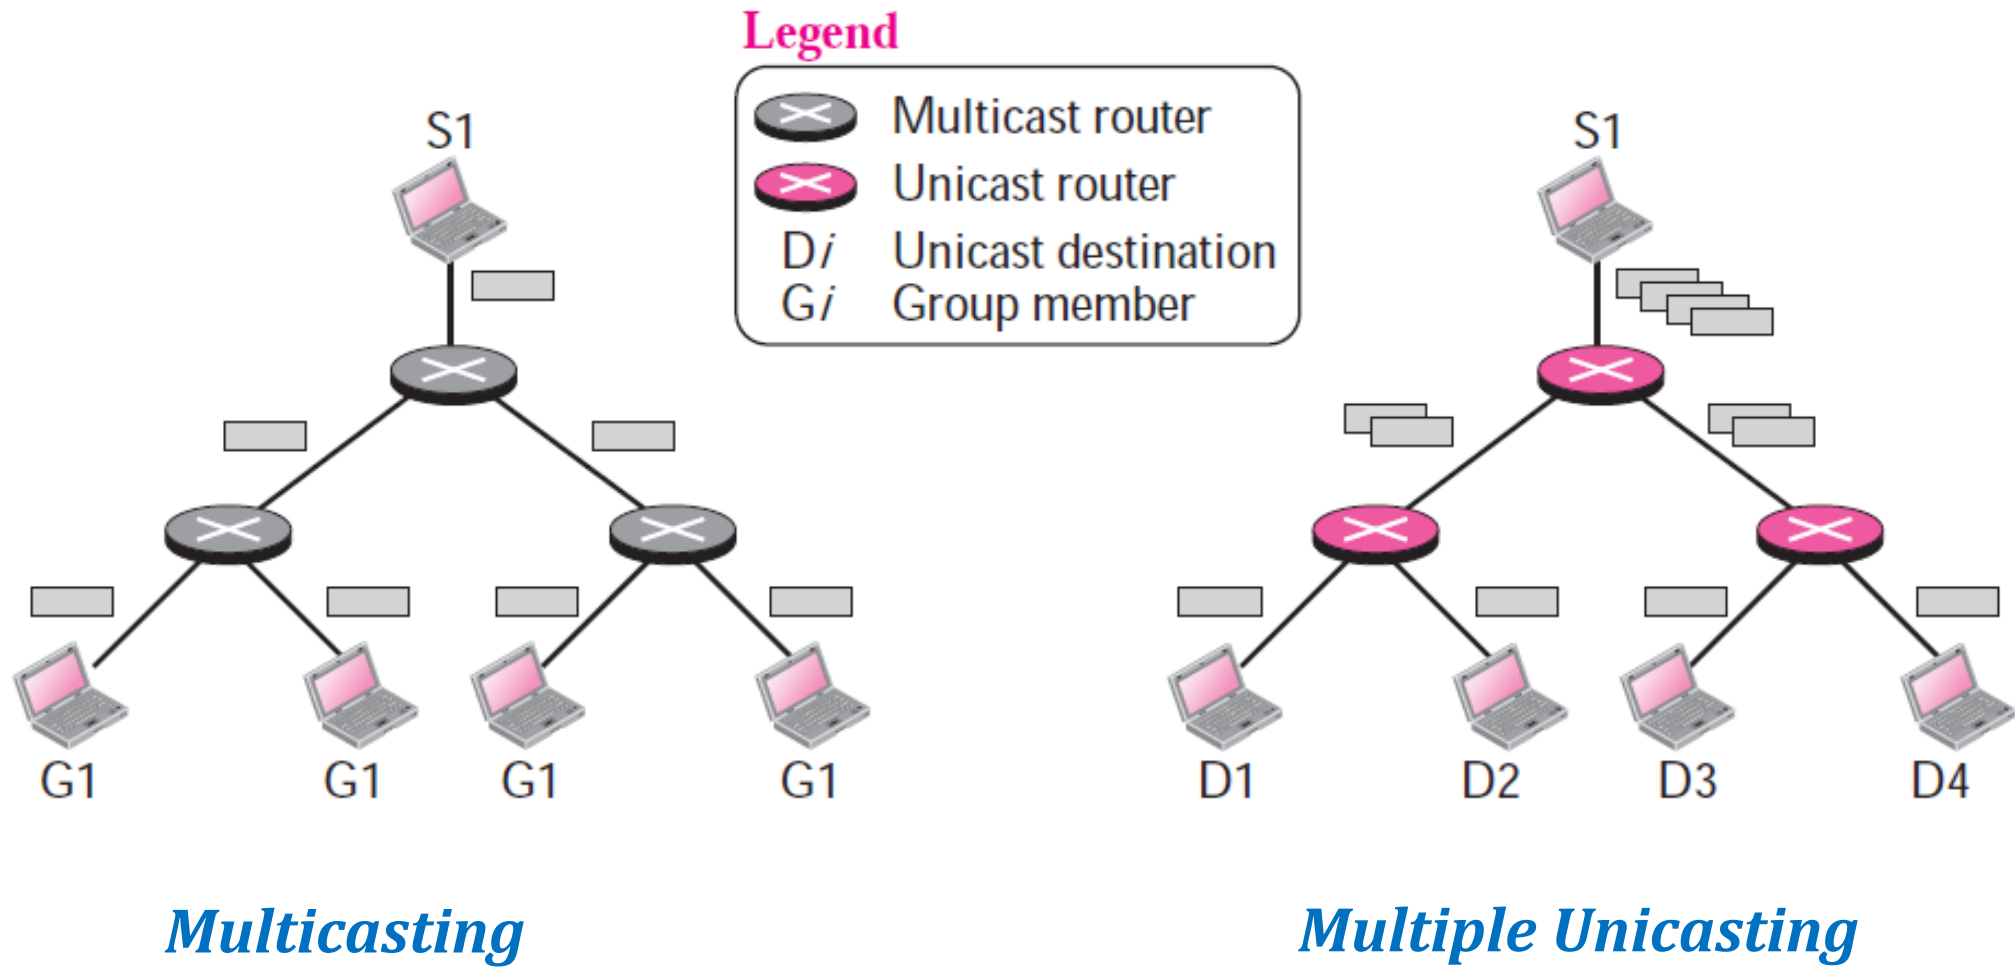 Legend
Multicast router
Unicast router
Di Unicast destination
Gi Group member
S1
G1 G1 G1 G1
Multicasting
S1
D1 D2 D3 D4
Multiple Unicasting